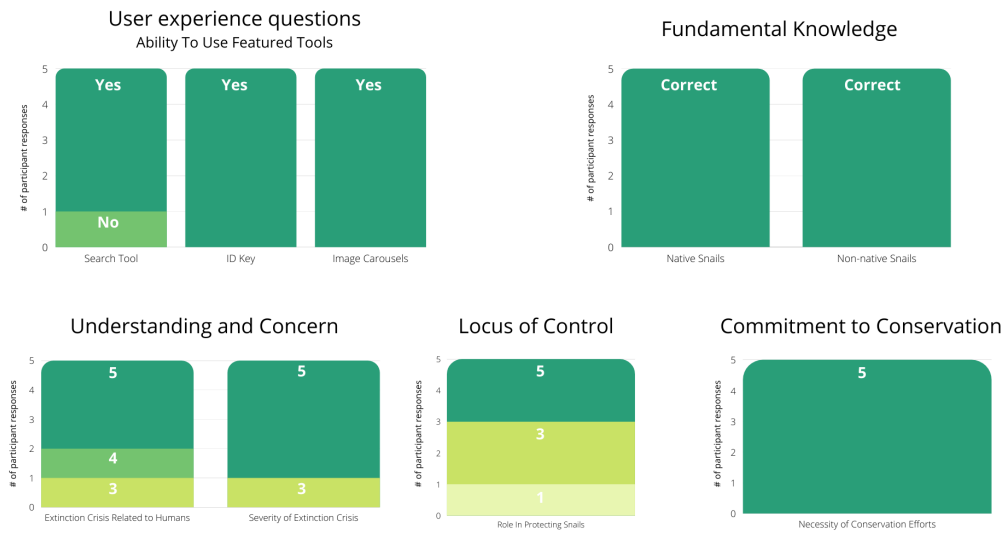 User experience questions
Ability To Use Featured Tools
# of participant responses
5
4
3
2
1
0
Yes
No
Yes
Yes
Search Tool
ID Key
Image Carousels
Fundamental Knowledge
# of participant responses
5
4
3
2
1
0
Correct
Correct
Native Snails
Non-native Snails
Understanding and Concern
# of participant responses
5
4
3
2
1
0
5
4
3
5
3
Extinction Crisis Related to Humans
Severity of Extinction Crisis
Locus of Control
# of participant responses
5
4
3
2
1
0
5
3
1
Role In Protecting Snails
Commitment to Conservation
# of participant responses
5
4
3
2
1
0
5
Necessity of Conservation Efforts